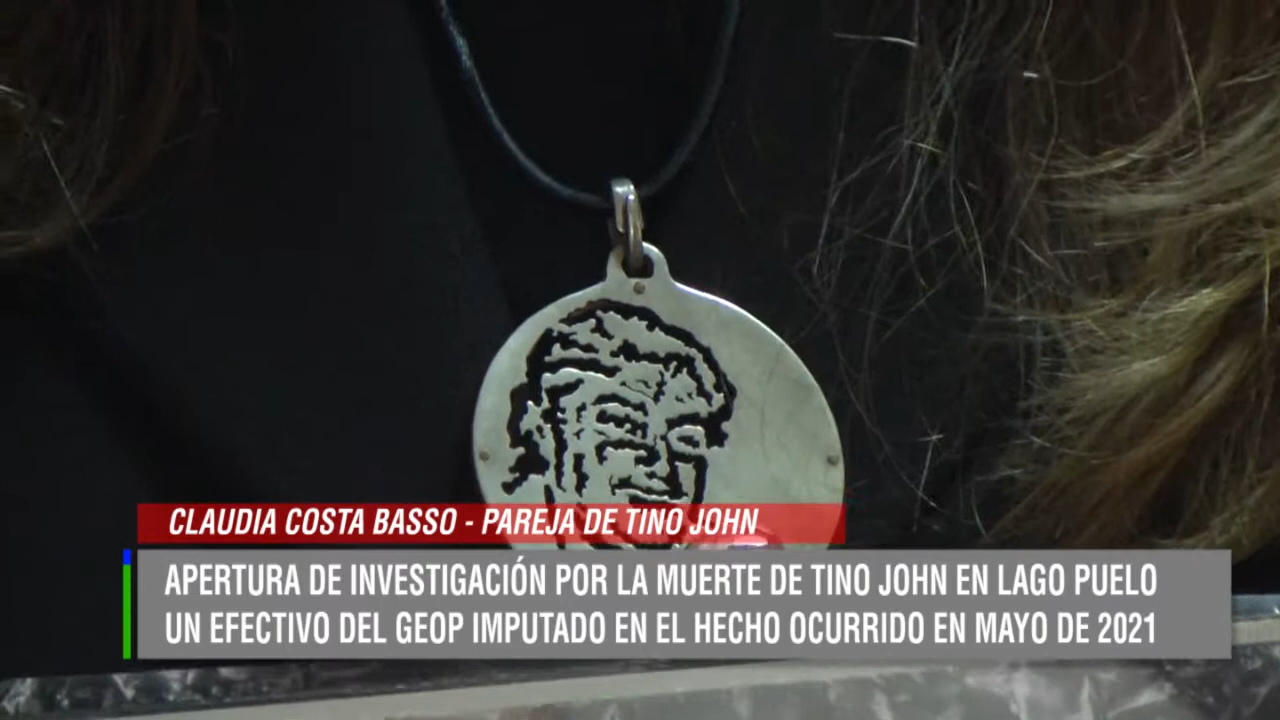 CLAUDIA COSTA BASSO - PAREJA DE TINO JOHN
APERTURA DE INVESTIGACIÓN POR LA MUERTE DE TINO JOHN EN LAGO PUELO
UN EFECTIVO DEL GEOP IMPUTADO EN EL HECHO OCURRIDO EN MAYO DE 2021